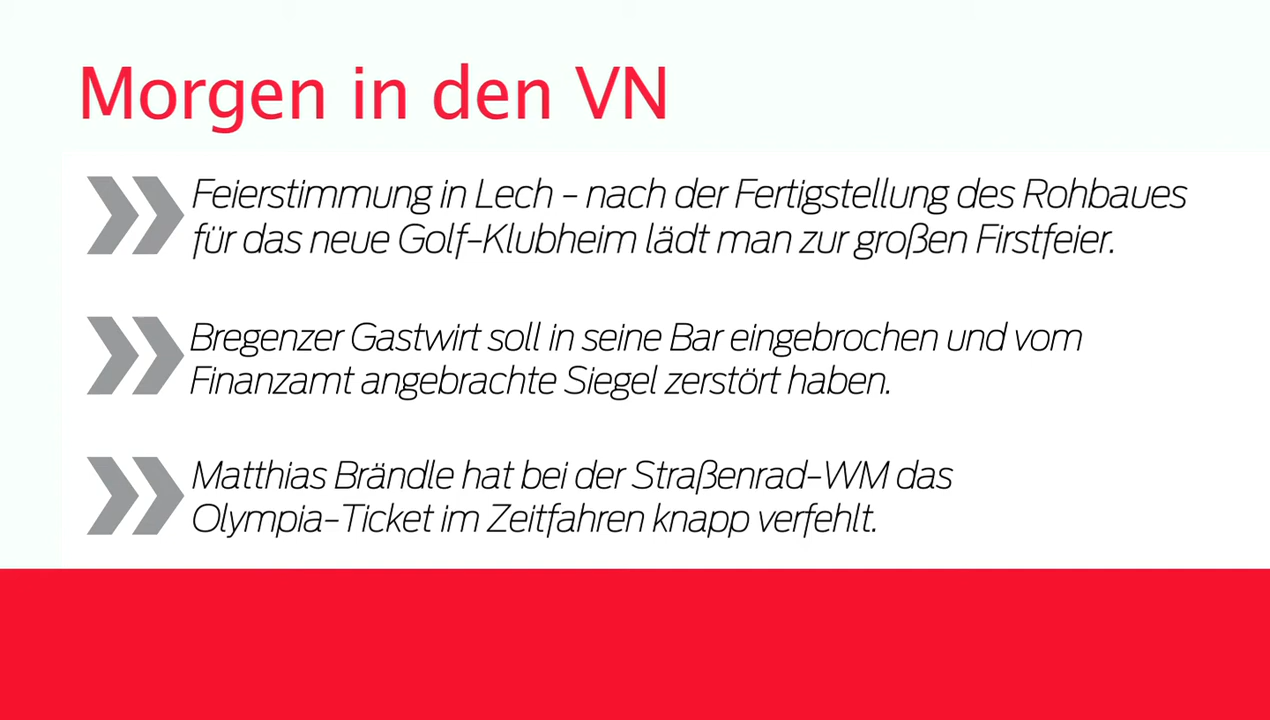 Morgen in den VN
Feierstimmung in Lech - nach der Fertigstellung des Rohbaues
für das neue Golf-Klubheim lädt man zur großen Firstfeier.
Bregenzer Gastwirt soll in seine Bar eingebrochen und vom
Finanzamt angebrachte Siegel zerstört haben.
Matthias Brändle hat bei der Straßenrad-WM das
Olympia-Ticket im Zeitfahren knapp verfehlt.